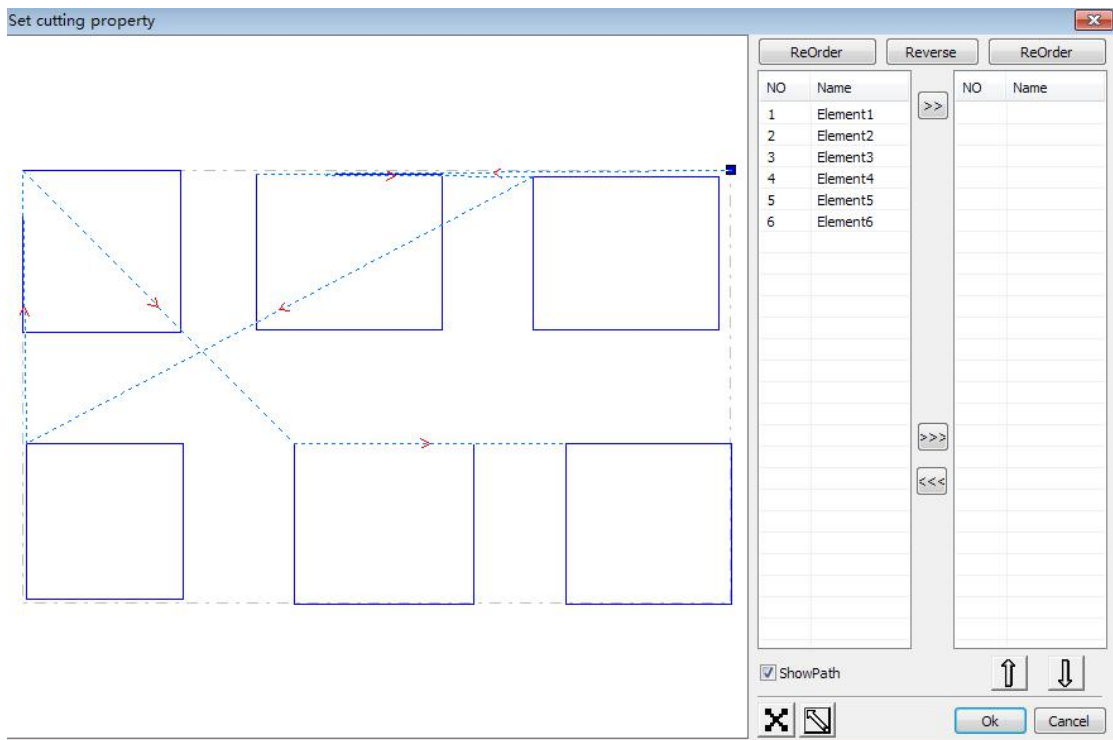 Set cutting property
ReOrder Reverse ReOrder
NO Name >> NO Name
1 Element1
2 Element2
3 Element3
4 Element4
5 Element5
6 Element6
>>>
<<<
ShowPath
Ok Cancel